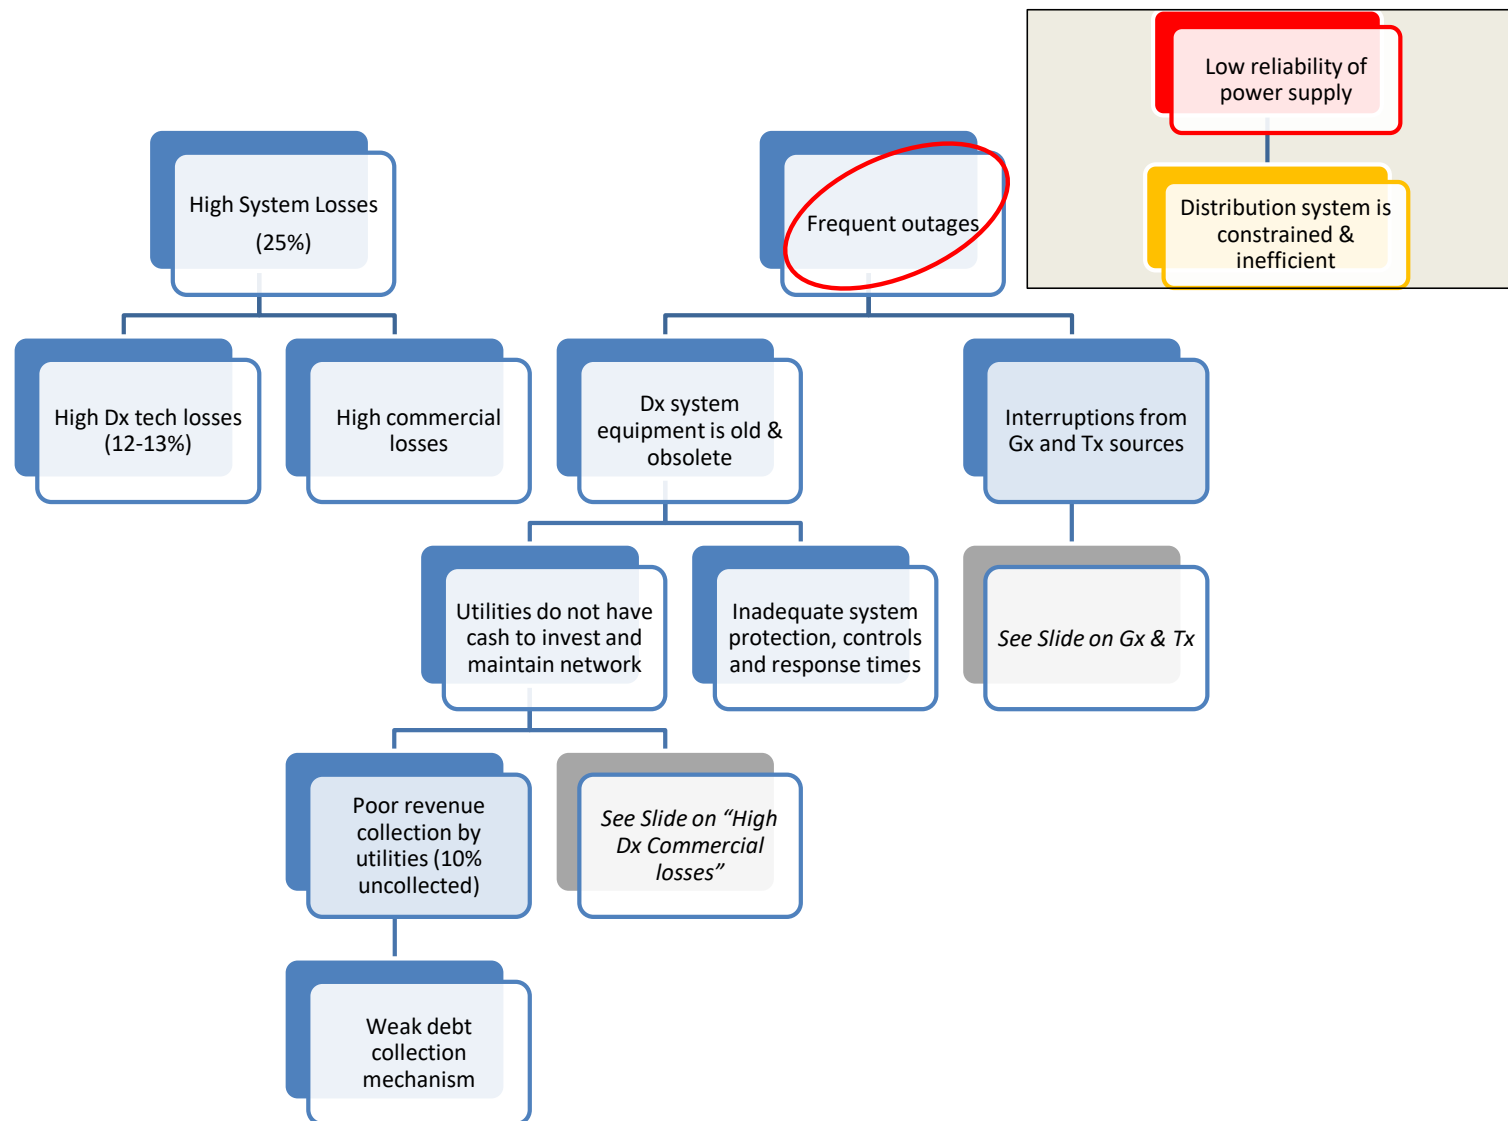 Low reliability of
power supply
Distribution system is
constrained &
inefficient
High System Losses
(25%)
Frequent outages
High Dx tech losses
(12-13%)
High commercial
losses
Dx system
equipment is old &
obsolete
Interruptions from
Gx and Tx sources
Utilities do not have
cash to invest and
maintain network
Inadequate system
protection, controls
and response times
See Slide on Gx & Tx
Poor revenue
collection by
utilities (10%
uncollected)
See Slide on “High
Dx Commercial
losses”
Weak debt
collection
mechanism